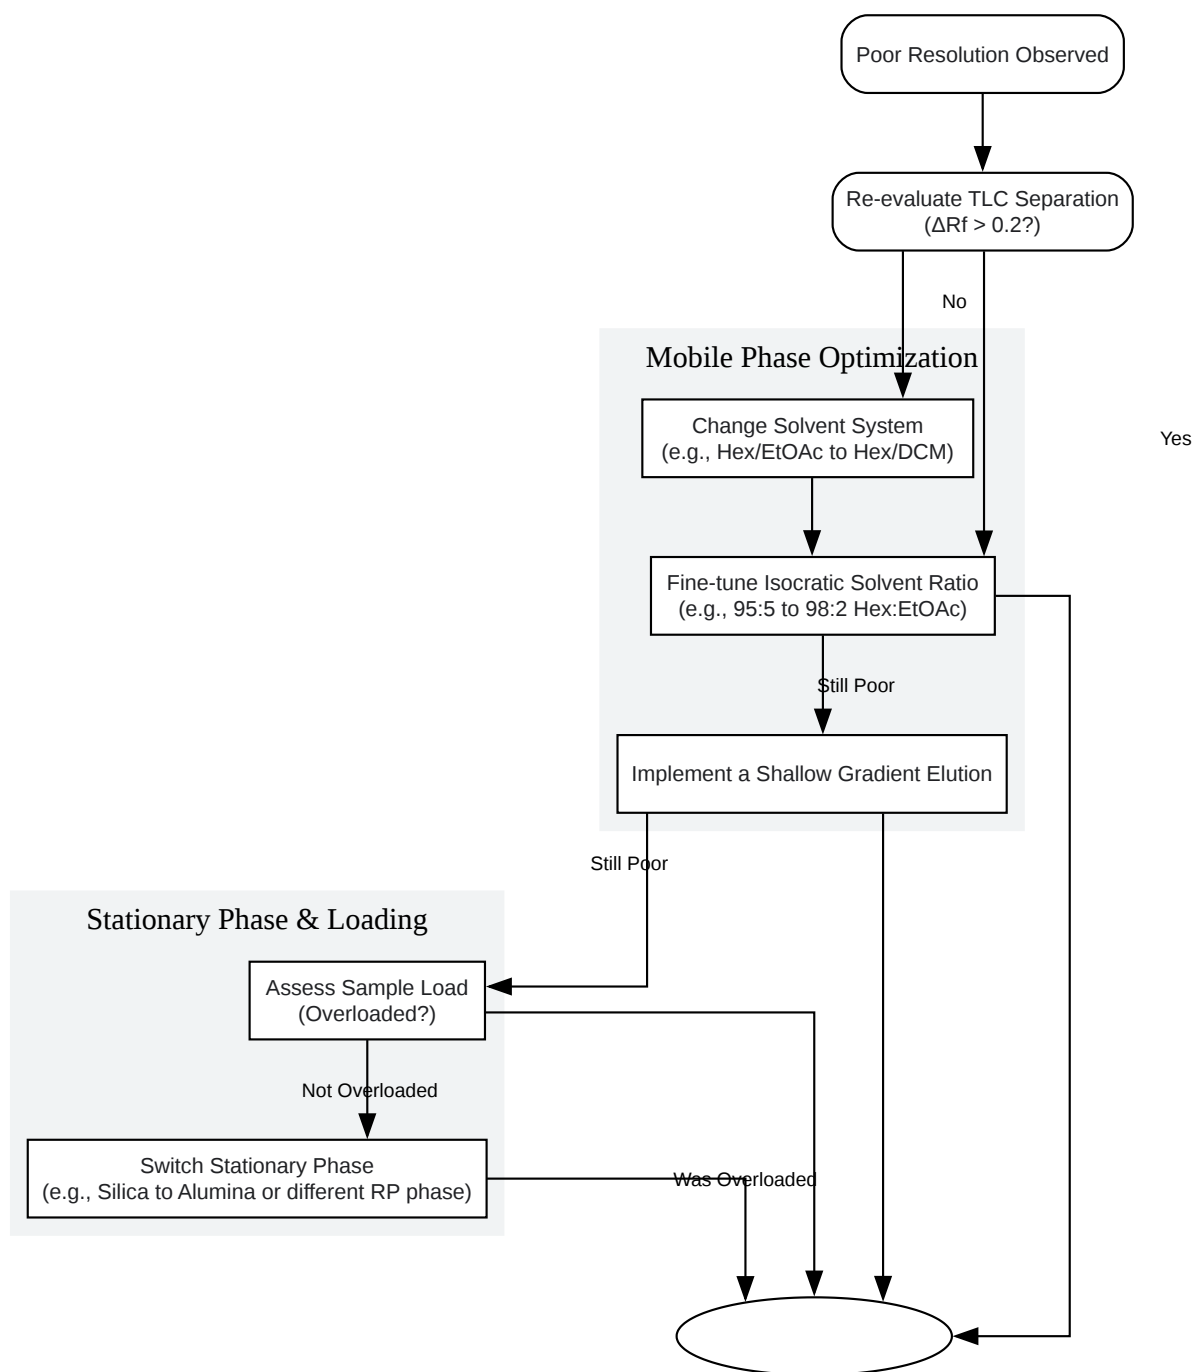 Poor Resolution Observed
Re-evaluate TLC Separation
(ΔRf > 0.2?)
No
Mobile Phase Optimization
Change Solvent System
(e.g., Hex/EtOAc to Hex/DCM)
Yes
Fine-tune Isocratic Solvent Ratio
(e.g., 95:5 to 98:2 Hex:EtOAc)
Still Poor
Implement a Shallow Gradient Elution
Still Poor
Stationary Phase & Loading
Assess Sample Load
(Overloaded?)
Not Overloaded
Switch Stationary Phase
(e.g., Silica to Alumina or different RP phase)
Was Overloaded